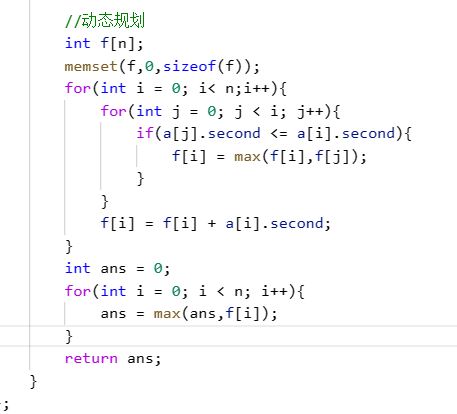 //动态规划
int f[n];
memset(f,0,sizeof(f));
for(int i = 0; i< n;i++){
for(int j = 0; j < i; j++){
if(a[j].second <= a[i].second){
f[i] = max(f[i],f[j]);
}
}
f[i] = f[i] + a[i].second;
}
int ans = 0;
for(int i = 0; i < n; i++){
ans = max(ans,f[i]);
}
return ans;
}
;